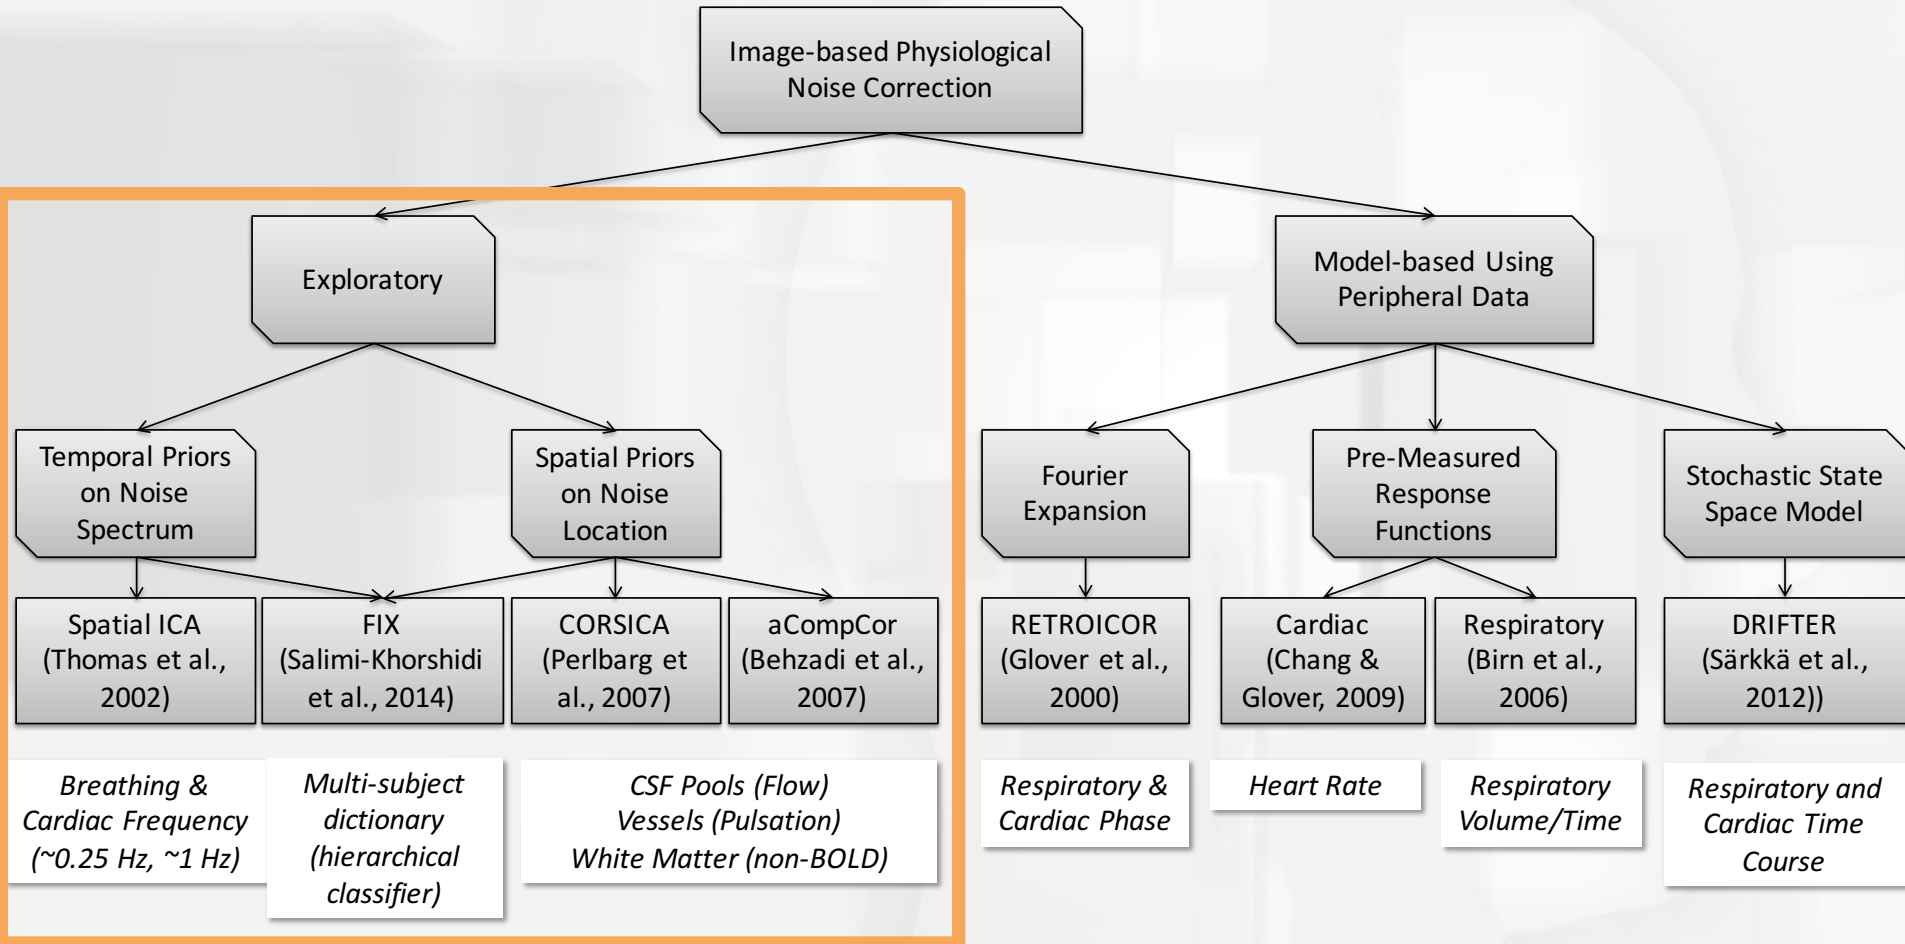 Image-based Physiological
Noise Correction
Exploratory
Model-based Using
Peripheral Data
Temporal Priors
on Noise
Spectrum
Spatial Priors
on Noise
Location
Fourier
Expansion
Pre-Measured
Response
Functions
Stochastic State
Space Model
Spatial ICA
(Thomas et al.,
2002)
FIX
(Salimi-Khorshidi
et al., 2014)
CORSICA
(Perlbarg et
al., 2007)
aCompCor
(Behzadi et al.,
2007)
RETROICOR
(Glover et al.,
2000)
Cardiac
(Chang &
Glover, 2009)
Respiratory
(Birn et al.,
2006)
DRIFTER
(Särkkä et al.,
2012))
Breathing &
Cardiac Frequency
(~0.25 Hz, ~1 Hz)
Multi-subject
dictionary
(hierarchical
classifier)
CSF Pools (Flow)
Vessels (Pulsation)
White Matter (non-BOLD)
Respiratory &
Cardiac Phase
Heart Rate
Respiratory
Volume/Time
Respiratory and
Cardiac Time
Course